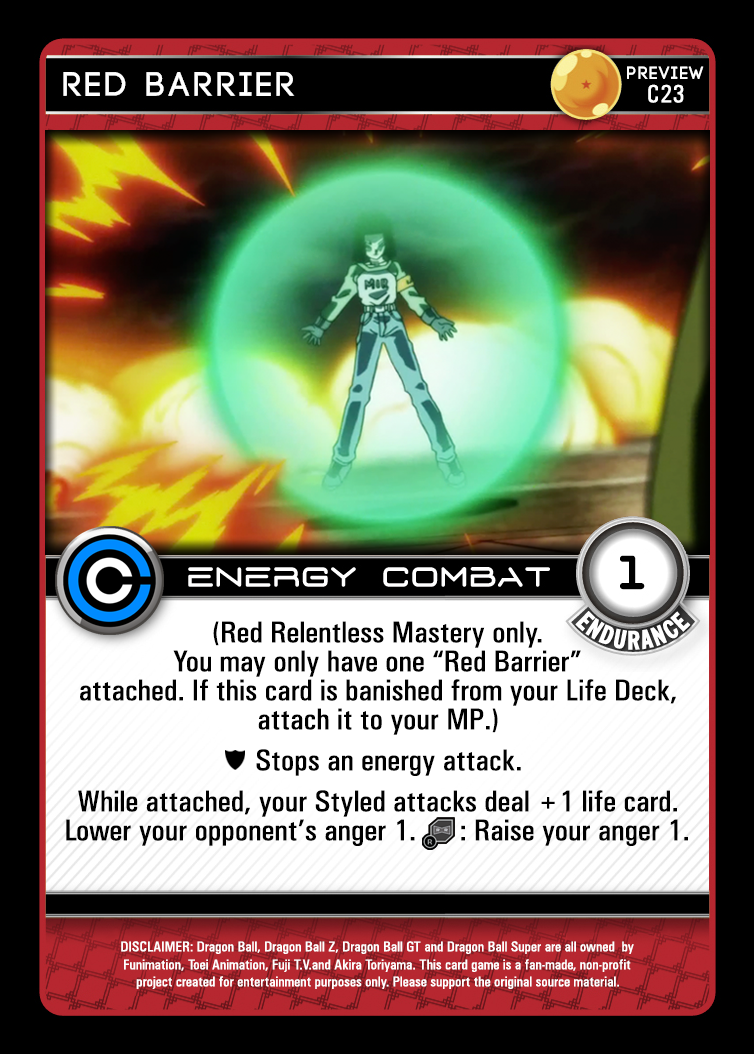 RED BARRIER
PREVIEW
C23
MIR
ENERGY COMBAT
1
ENDURANCE
(Red Relentless Mastery only.
You may only have one “Red Barrier”
attached. If this card is banished from your Life Deck,
attach it to your MP.)
Stops an energy attack.
While attached, your Styled attacks deal +1 life card.
Lower your opponent’s anger 1. R : Raise your anger 1.
DISCLAIMER: Dragon Ball, Dragon Ball Z, Dragon Ball GT and Dragon Ball Super are all owned by
Funimation, Toei Animation, Fuji T.V.and Akira Toriyama. This card game is a fan-made, non-profit
project created for entertainment purposes only. Please support the original source material.